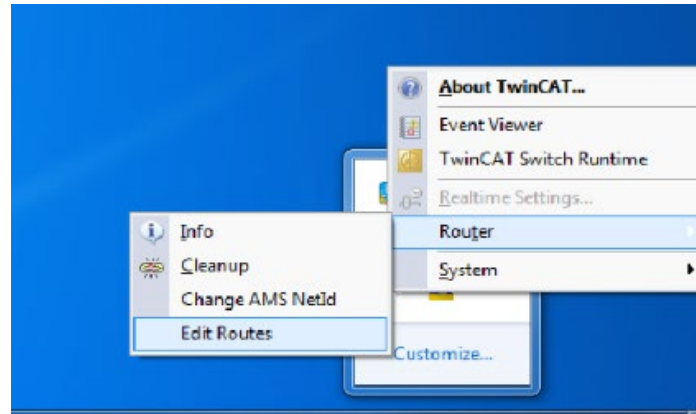 About TwinCAT...
Event Viewer
TwinCAT Switch Runtime
Realtime Settings...
Router
System
Info
Cleanup
Change AMS NetId
Edit Routes
Customize...